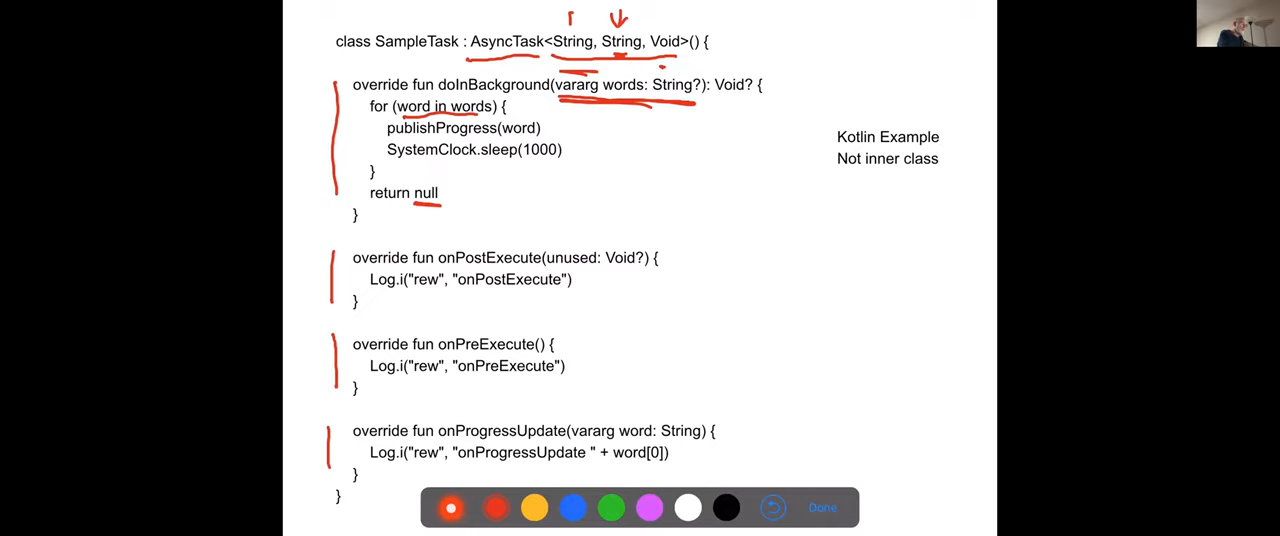 class SampleTask : AsyncTask<String, String, Void>() {
override fun doInBackground(vararg words: String?): Void? {
for (word in words) {
publishProgress(word)
SystemClock.sleep(1000)
}
return null
}
Kotlin Example
Not inner class
override fun onPostExecute(unused: Void?) {
Log.i("rew", "onPostExecute")
}
override fun onPreExecute() {
Log.i("rew", "onPreExecute")
}
override fun onProgressUpdate(vararg word: String) {
Log.i("rew", "onProgressUpdate " + word[0])
}
}
Done